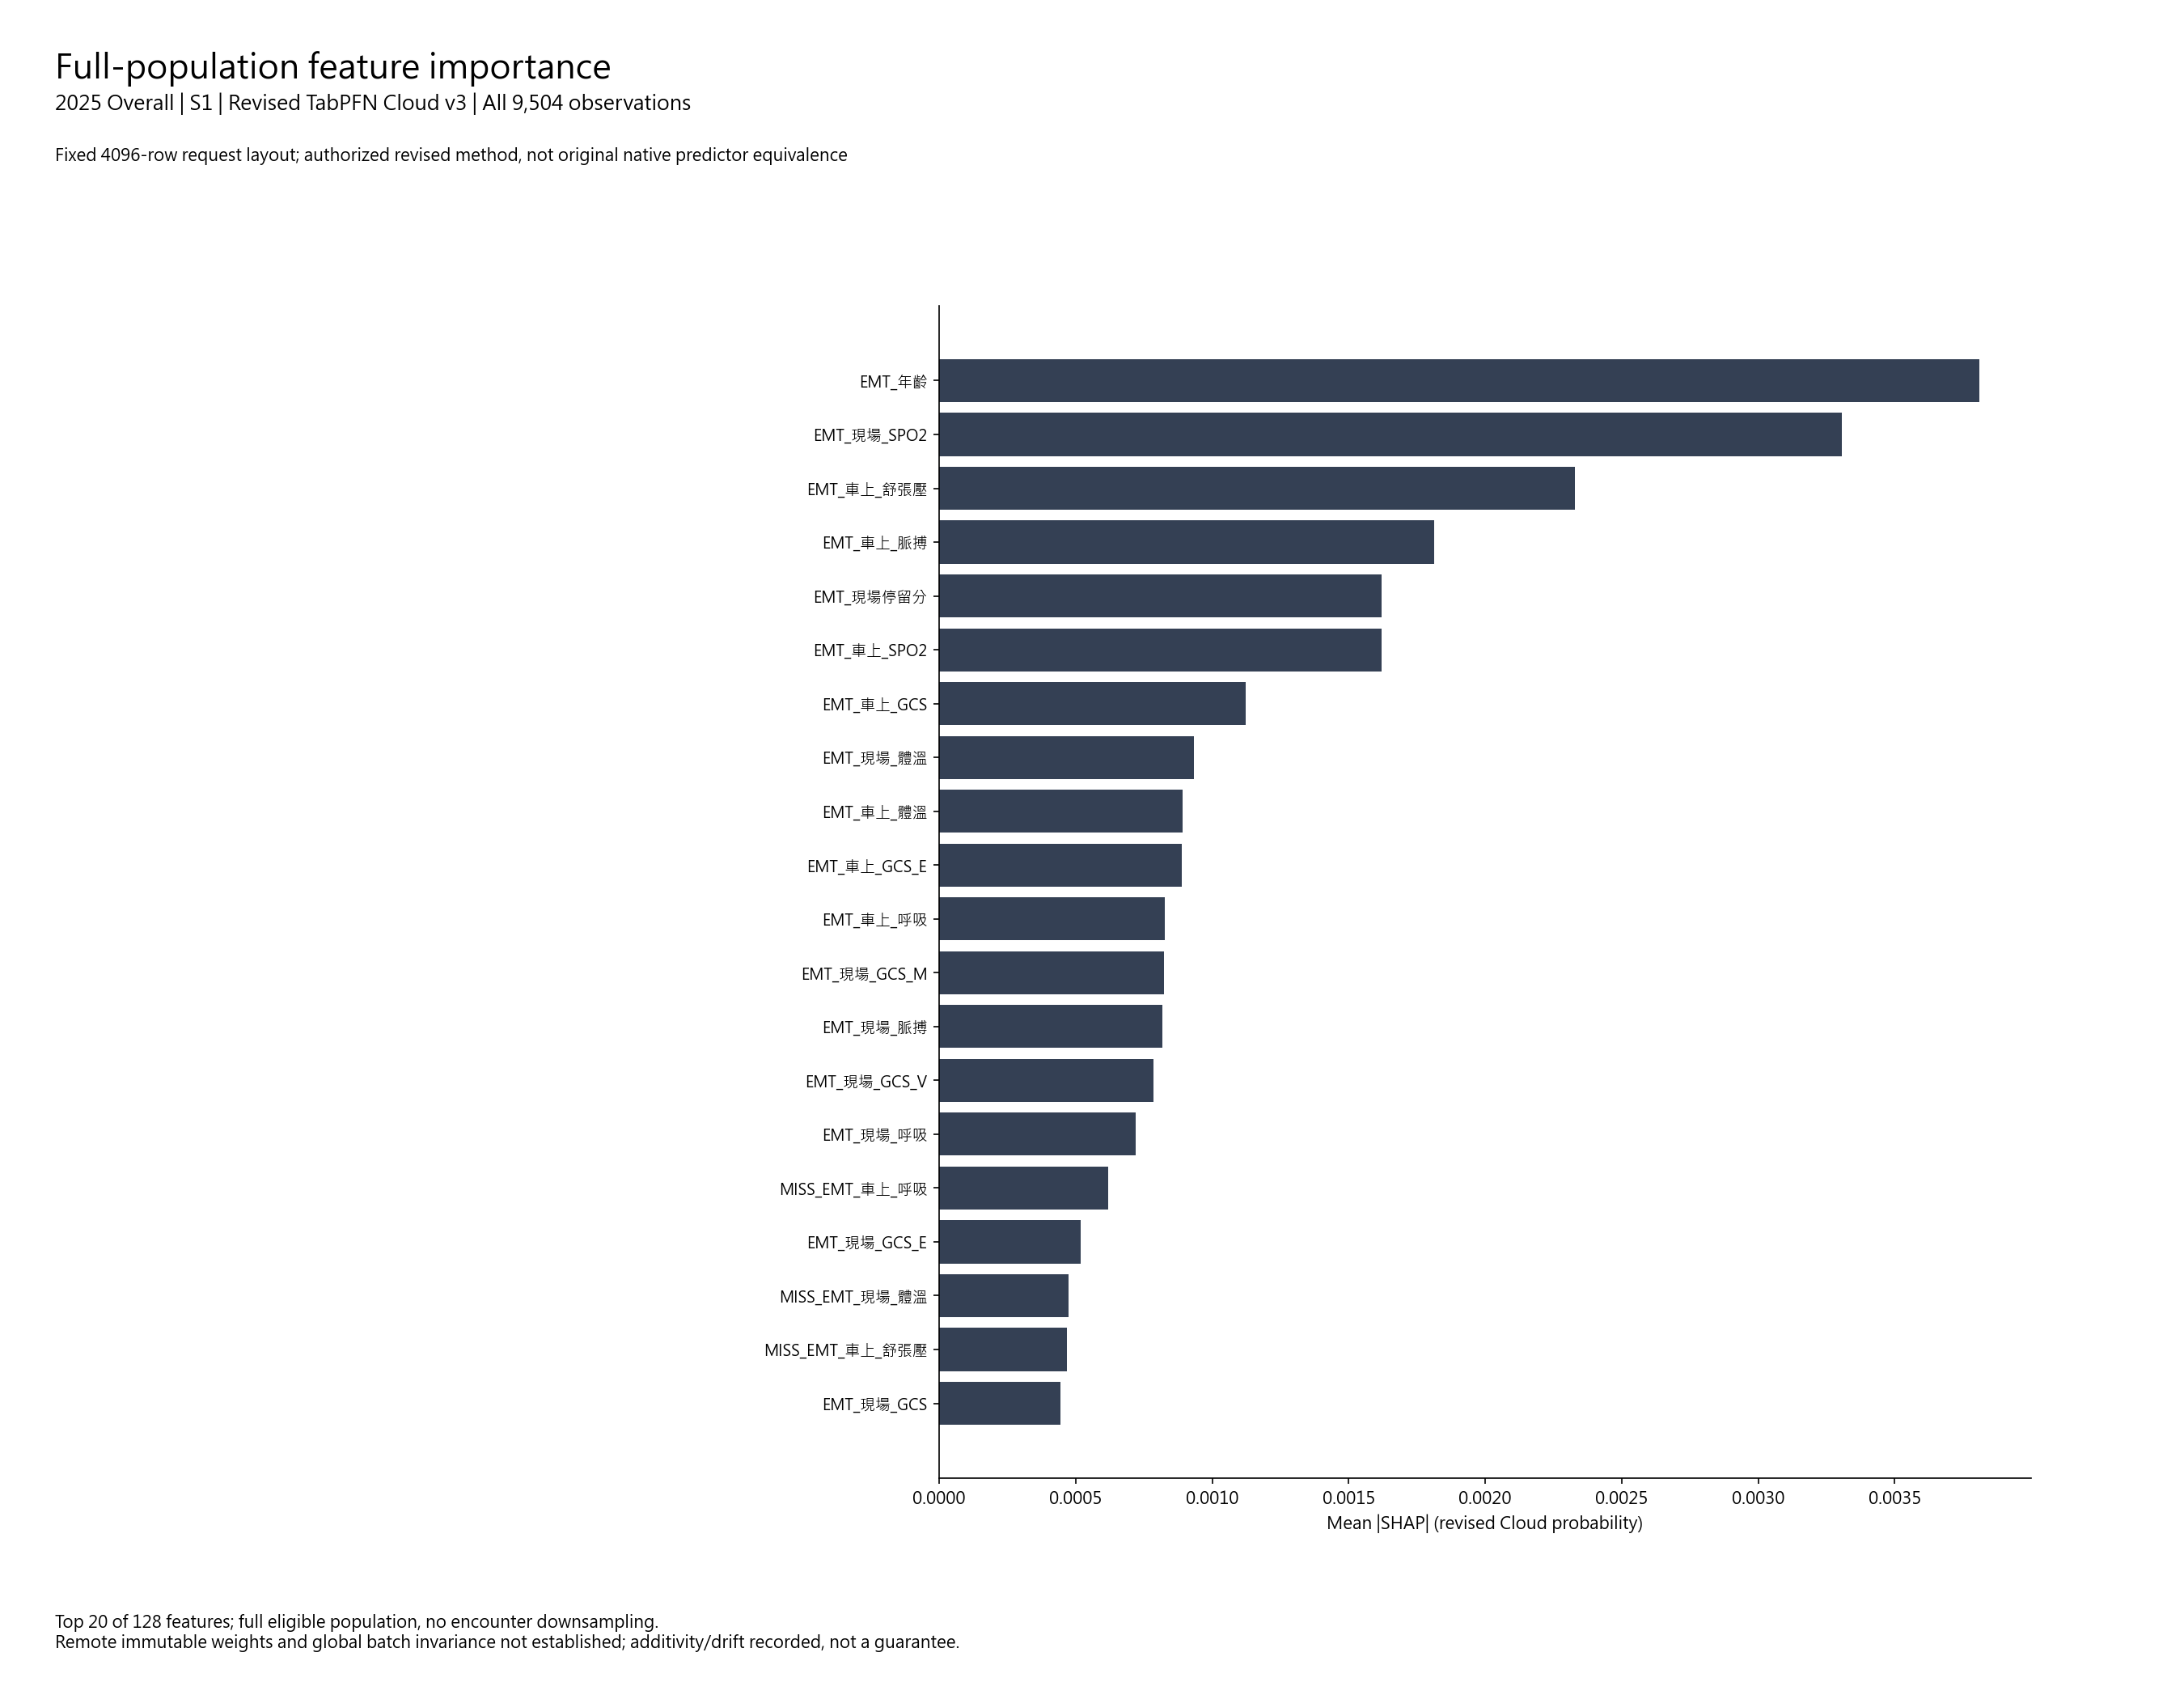 Full-population feature importance
2025 Overall | S1 | Revised TabPFN Cloud v3 | All 9,504 observations
Fixed 4096-row request layout; authorized revised method, not original native predictor equivalence
EMT_年齡
EMT_現場_SPO2
EMT_車上_舒張壓
EMT_車上_脈搏
EMT_現場停留分
EMT_車上_SPO2
EMT_車上_GCS
EMT_現場_體溫
EMT_車上_體溫
EMT_車上_GCS_E
EMT_車上_呼吸
EMT_現場_GCS_M
EMT_現場_脈搏
EMT_現場_GCS_V
EMT_現場_呼吸
MISS_EMT_車上_呼吸
EMT_現場_GCS_E
MISS_EMT_現場_體溫
MISS_EMT_車上_舒張壓
EMT_現場_GCS
0.0000 0.0005 0.0010 0.0015 0.0020 0.0025 0.0030 0.0035
Mean |SHAP| (revised Cloud probability)
Top 20 of 128 features; full eligible population, no encounter downsampling.
Remote immutable weights and global batch invariance not established; additivity/drift recorded, not a guarantee.